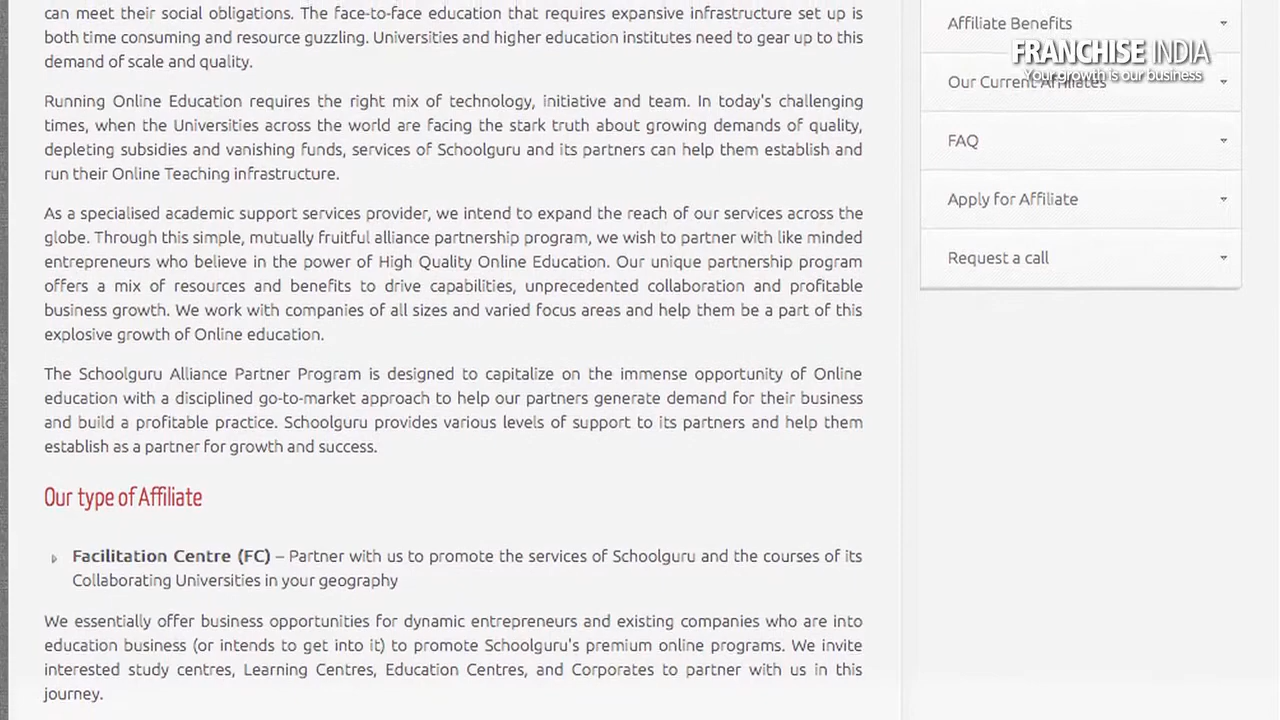 can meet their social obligations. The face-to-face education that requires expansive infrastructure set up is
both time consuming and resource guzzling. Universities and higher education institutes need to gear up to this
demand of scale and quality.
Running Online Education requires the right mix of technology, initiative and team. In today's challenging
times, when the Universities across the world are facing the stark truth about growing demands of quality,
depleting subsidies and vanishing funds, services of Schoolguru and its partners can help them establish and
run their Online Teaching infrastructure.
As a specialised academic support services provider, we intend to expand the reach of our services across the
globe. Through this simple, mutually fruitful alliance partnership program, we wish to partner with like minded
entrepreneurs who believe in the power of High Quality Online Education. Our unique partnership program
offers a mix of resources and benefits to drive capabilities, unprecedented collaboration and profitable
business growth. We work with companies of all sizes and varied focus areas and help them be a part of this
explosive growth of Online education.
The Schoolguru Alliance Partner Program is designed to capitalize on the immense opportunity of Online
education with a disciplined go-to-market approach to help our partners generate demand for their business
and build a profitable practice. Schoolguru provides various levels of support to its partners and help them
establish as a partner for growth and success.
Our type of Affiliate
Facilitation Centre (FC) – Partner with us to promote the services of Schoolguru and the courses of its
Collaborating Universities in your geography
We essentially offer business opportunities for dynamic entrepreneurs and existing companies who are into
education business (or intends to get into it) to promote Schoolguru's premium online programs. We invite
interested study centres, Learning Centres, Education Centres, and Corporates to partner with us in this
journey.
Affiliate Benefits
FRANCHISE INDIA
Your growth is our business
Our Current Affiliates
FAQ
Apply for Affiliate
Request a call